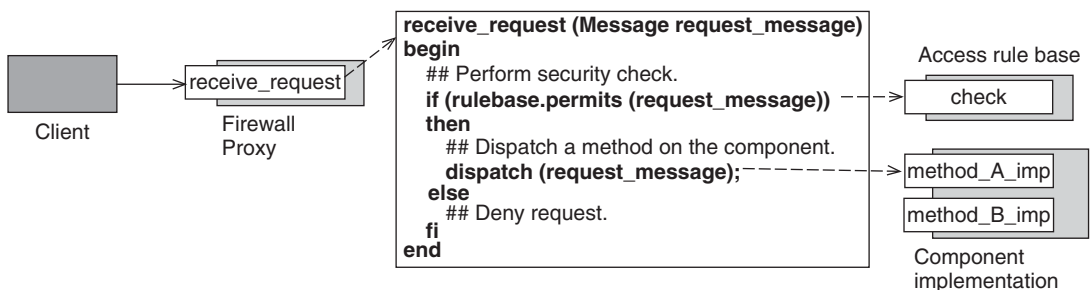 Client
receive_request
Firewall
Proxy
receive_request (Message request_message)
begin
## Perform security check.
if (rulebase.permits (request_message))
then
## Dispatch a method on the component.
dispatch (request_message);
else
## Deny request.
fi
end
Access rule base
check
method_A_imp
method_B_imp
Component
implementation